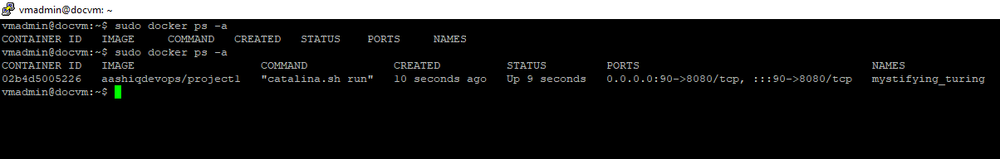 vmadmin@docvm: ~
vmadmin@docvm:~$ sudo docker ps -a
CONTAINER ID   IMAGE     COMMAND   CREATED   STATUS    PORTS     NAMES
vmadmin@docvm:~$ sudo docker ps -a
CONTAINER ID   IMAGE                   COMMAND             CREATED          STATUS         PORTS                                   NAMES
02b4d5005226   aashiqdevops/project1   "catalina.sh run"   10 seconds ago   Up 9 seconds   0.0.0.0:90->8080/tcp, :::90->8080/tcp   mystifying_turing
vmadmin@docvm:~$